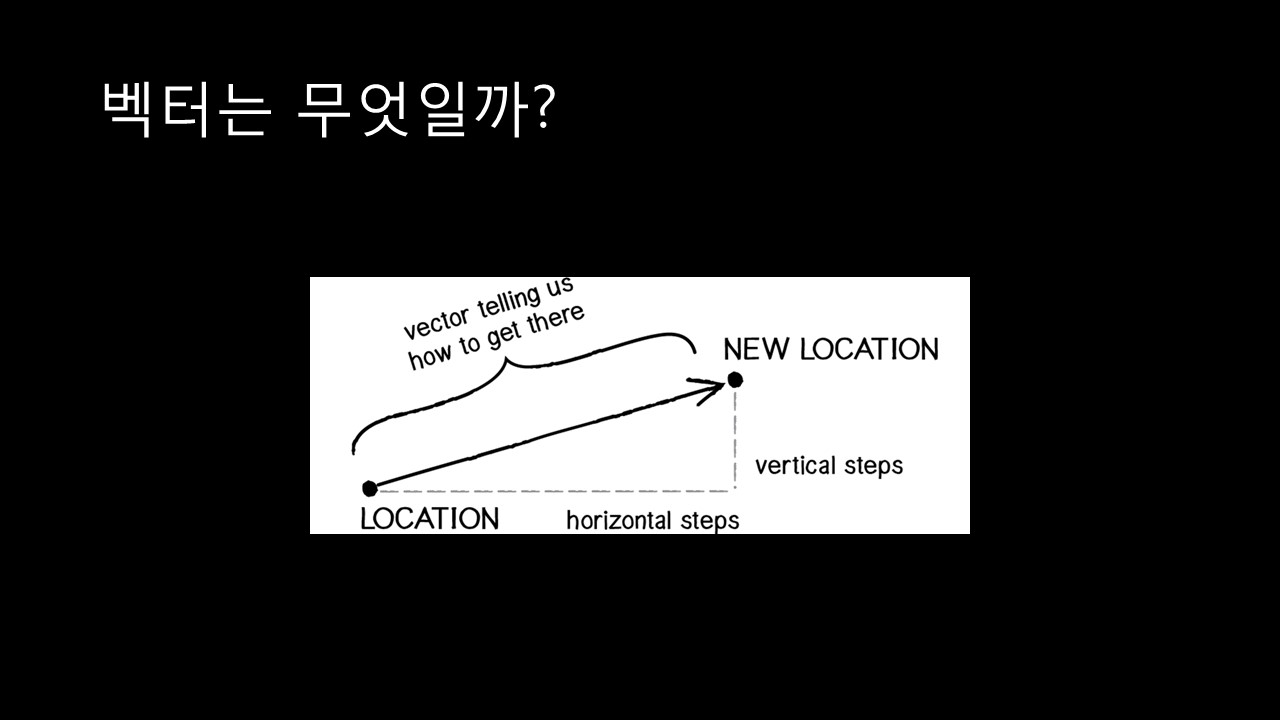 벡터는 무엇일까?
vector telling us
how to get there
NEW LOCATION
vertical steps
LOCATION
horizontal steps